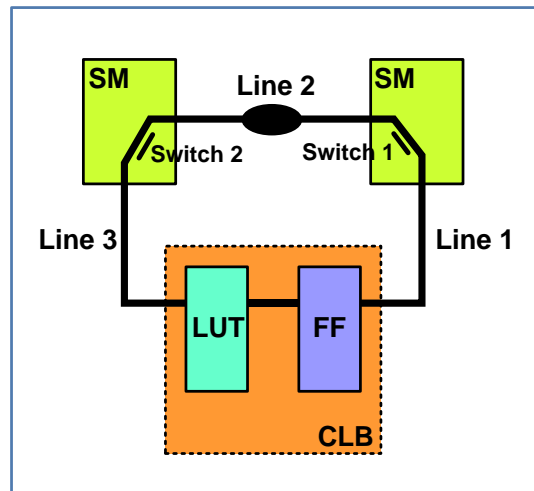 SM
Line 2
SM
Switch 2
Switch 1
Line 3
Line 1
LUT
FF
CLB